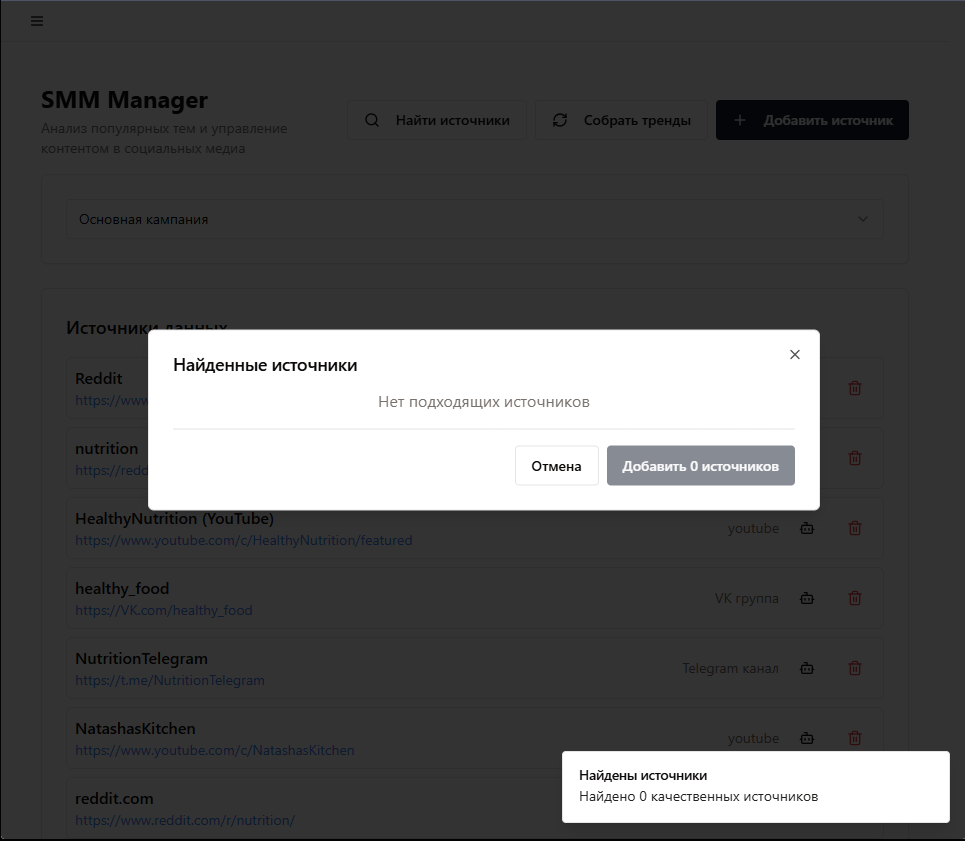 SMM Manager
Анализ популярных тем и управление
контентом в социальных медиа
Найти источники
Собрать тренды
Добавить источник
Основная кампания
Источники данных
Найденные источники
Нет подходящих источников
Отмена
Добавить 0 источников
Reddit
https://www
nutrition
https://redd
HealthyNutrition (YouTube)
https://www.youtube.com/c/HealthyNutrition/featured
youtube
healthy_food
https://VK.com/healthy_food
VK группа
NutritionTelegram
https://t.me/NutritionTelegram
Telegram канал
NatashasKitchen
https://www.youtube.com/c/NatashasKitchen
youtube
reddit.com
https://www.reddit.com/r/nutrition/
Найдены источники
Найдено 0 качественных источников